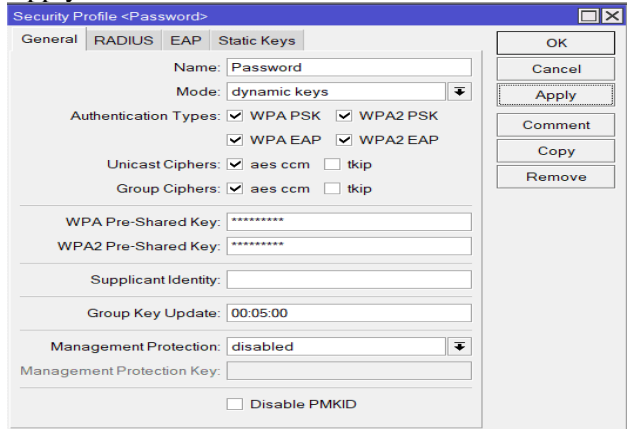 Security Profile <Password>
General RADIUS EAP Static Keys
OK
Cancel
Apply
Comment
Copy
Remove
Name: Password
Mode: dynamic keys
Authentication Types: WPA PSK WPA2 PSK
WPA EAP WPA2 EAP
Unicast Ciphers: aes ccm tkip
Group Ciphers: aes ccm tkip
WPA Pre-Shared Key: *********
WPA2 Pre-Shared Key: *********
Supplicant Identity:
Group Key Update: 00:05:00
Management Protection: disabled
Management Protection Key:
Disable PMKID